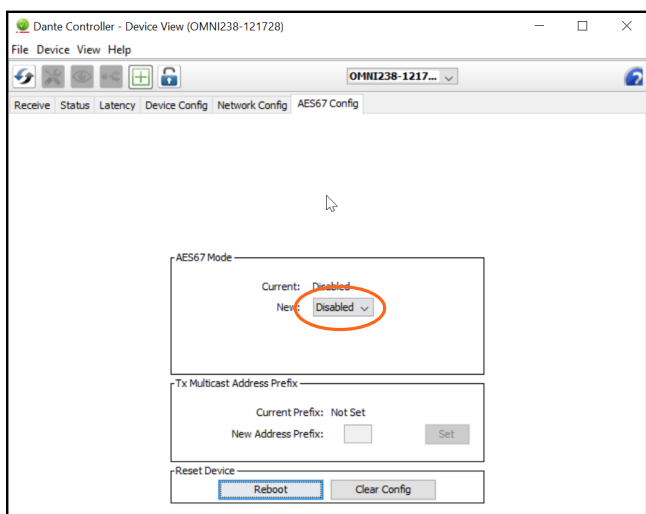 Dante Controller - Device View (OMNI238-121728)
File Device View Help
OMNI238-1217...
Receive Status Latency Device Config Network Config AES67 Config
AES67 Mode
Current: Disabled
New: Disabled
Tx Multicast Address Prefix
Current Prefix: Not Set
New Address Prefix: Set
Reset Device
Reboot Clear Config